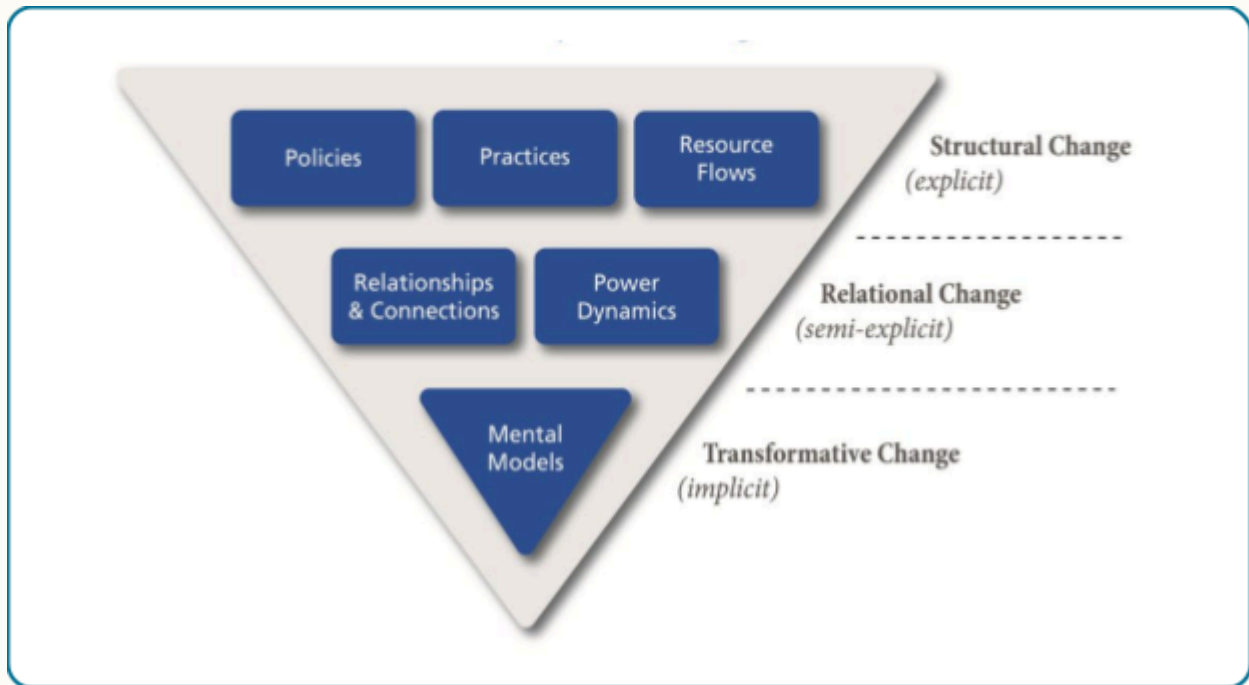 Policies
Practices
Resource
Flows
Structural Change
(explicit)
Relationships
& Connections
Power
Dynamics
Relational Change
(semi-explicit)
Mental
Models
Transformative Change
(implicit)